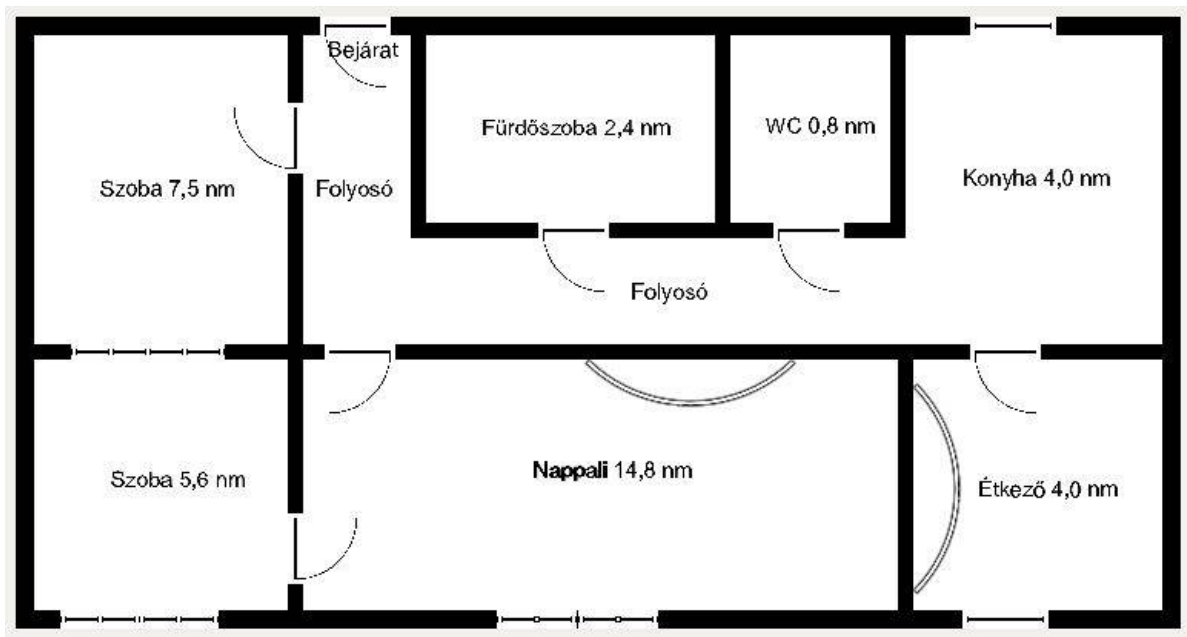 Bejárat
Fürdőszoba 2,4 nm
WC 0,8 nm
Szoba 7,5 nm
Folyosó
Konyha 4,0 nm
Folyosó
Szoba 5,6 nm
Nappali 14,8 nm
Étkező 4,0 nm